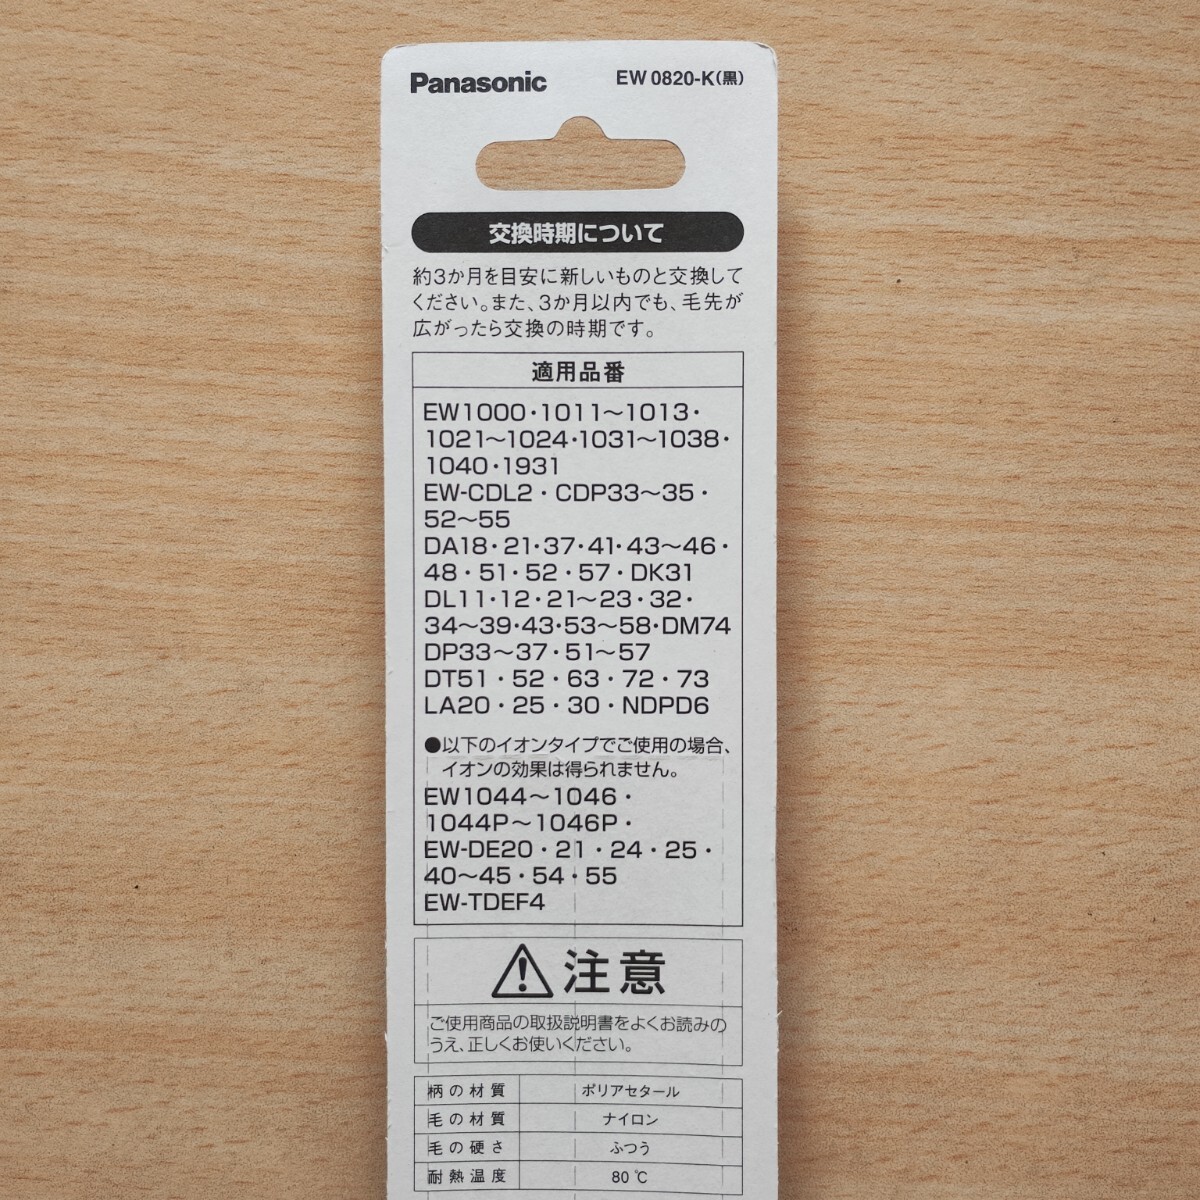 Panasonic EW 0820-K(黒)
交換時期について
約3か月を目安に新しいものと交換して
ください。また、3か月以内でも、毛先が
広がったら交換の時期です。
適用品番
EW1000・1011～1013・
1021～1024・1031～1038・
1040・1931
EW-CDL2・CDP33～35・
52～55
DA18・21・37・41・43～46・
48・51・52・57・DK31
DL11・12・21～23・32・
34～39・43・53～58・DM74
DP33～37・51～57
DT51・52・63・72・73
LA20・25・30・NDPD6
●以下のイオンタイプでご使用の場合、
イオンの効果は得られません。
EW1044～1046・
1044P～1046P・
EW-DE20・21・24・25・
40～45・54・55
EW-TDEF4
注意
ご使用商品の取扱説明書をよくお読みの
うえ、正しくお使いください。
柄の材質 ポリアセタール
毛の材質 ナイロン
毛の硬さ ふつう
耐熱温度 80℃